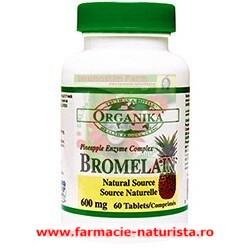 ORGANIKA
Pineapple Enzyme Complex
BROMELAIN
Natural Source
Source Naturelle
600 mg 60 Tablets/Comprimés
www.farmacie-naturista.ro